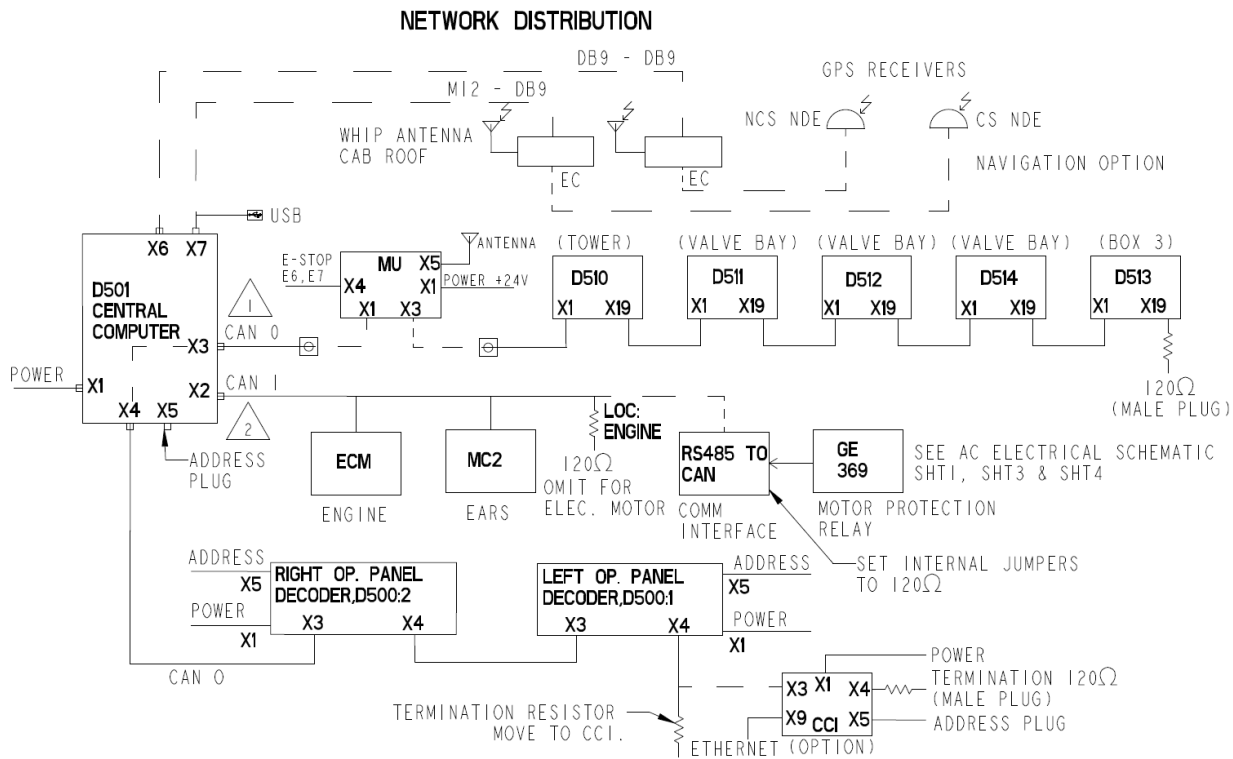 NETWORK DISTRIBUTION
DB9 - DB9
M12 - DB9
GPS RECEIVERS
WHIP ANTENNA
CAB ROOF
NCS NDE
CS NDE
NAVIGATION OPTION
EC
EC
USB
X6 X7
D501
CENTRAL
COMPUTER
X3
X2
X1
X4 X5
POWER
1
CAN 0
CAN 1
2
ADDRESS
PLUG
E-STOP
E6,E7
MU
X5
X4
X1
X1 X3
ANTENNA
POWER +24V
(TOWER)
D510
X1 X19
(VALVE BAY)
D511
X1 X19
(VALVE BAY)
D512
X1 X19
(VALVE BAY)
D514
X1 X19
(BOX 3)
D513
X1 X19
120Ω
(MALE PLUG)
ECM
ENGINE
MC2
EARS
LOC:
ENGINE
120Ω
OMIT FOR
ELEC. MOTOR
RS485 TO
CAN
COMM
INTERFACE
GE
369
MOTOR PROTECTION
RELAY
SEE AC ELECTRICAL SCHEMATIC
SHT1, SHT3 & SHT4
SET INTERNAL JUMPERS
TO 120Ω
ADDRESS
X5
POWER
X1
RIGHT OP. PANEL
DECODER,D500:2
X3 X4
LEFT OP. PANEL
DECODER,D500:1
X3 X4
ADDRESS
X5
POWER
X1
CAN 0
TERMINATION RESISTOR
MOVE TO CCI.
POWER
X3 X1 X4
X9 CCI X5
TERMINATION 120Ω
(MALE PLUG)
ADDRESS PLUG
ETHERNET (OPTION)